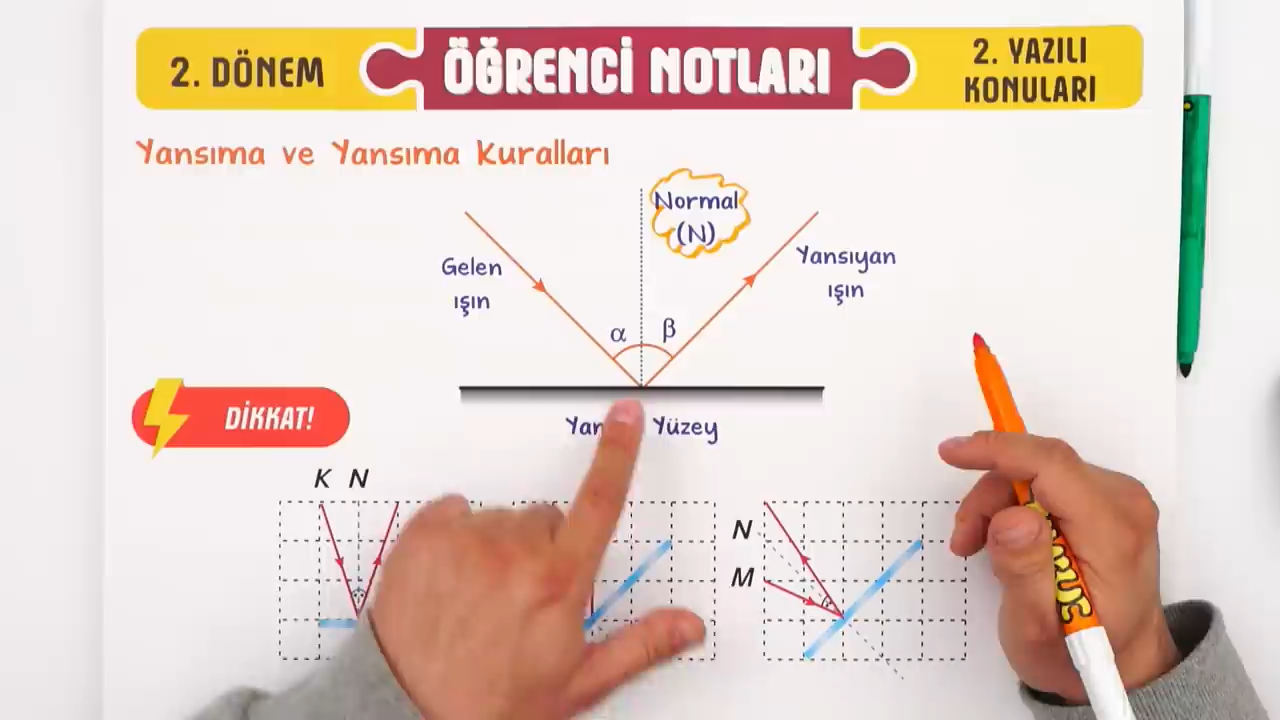 2. DÖNEM
ÖĞRENCİ NOTLARI
2. YAZILI
KONULARI
Yansıma ve Yansıma Kuralları
Normal
(N)
Gelen
ışın
Yansıyan
ışın
α
β
DİKKAT!
Yüzey
K N
N
M